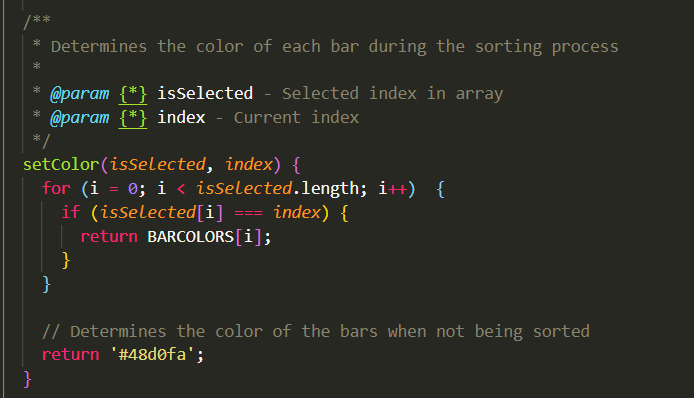 /**
 * Determines the color of each bar during the sorting process
 *
 * @param {*} isSelected - Selected index in array
 * @param {*} index - Current index
 */
setColor(isSelected, index) {
  for (i = 0; i < isSelected.length; i++)  {
    if (isSelected[i] === index) {
      return BARCOLORS[i];
    }
  }

  // Determines the color of the bars when not being sorted
  return '#48d0fa';
}